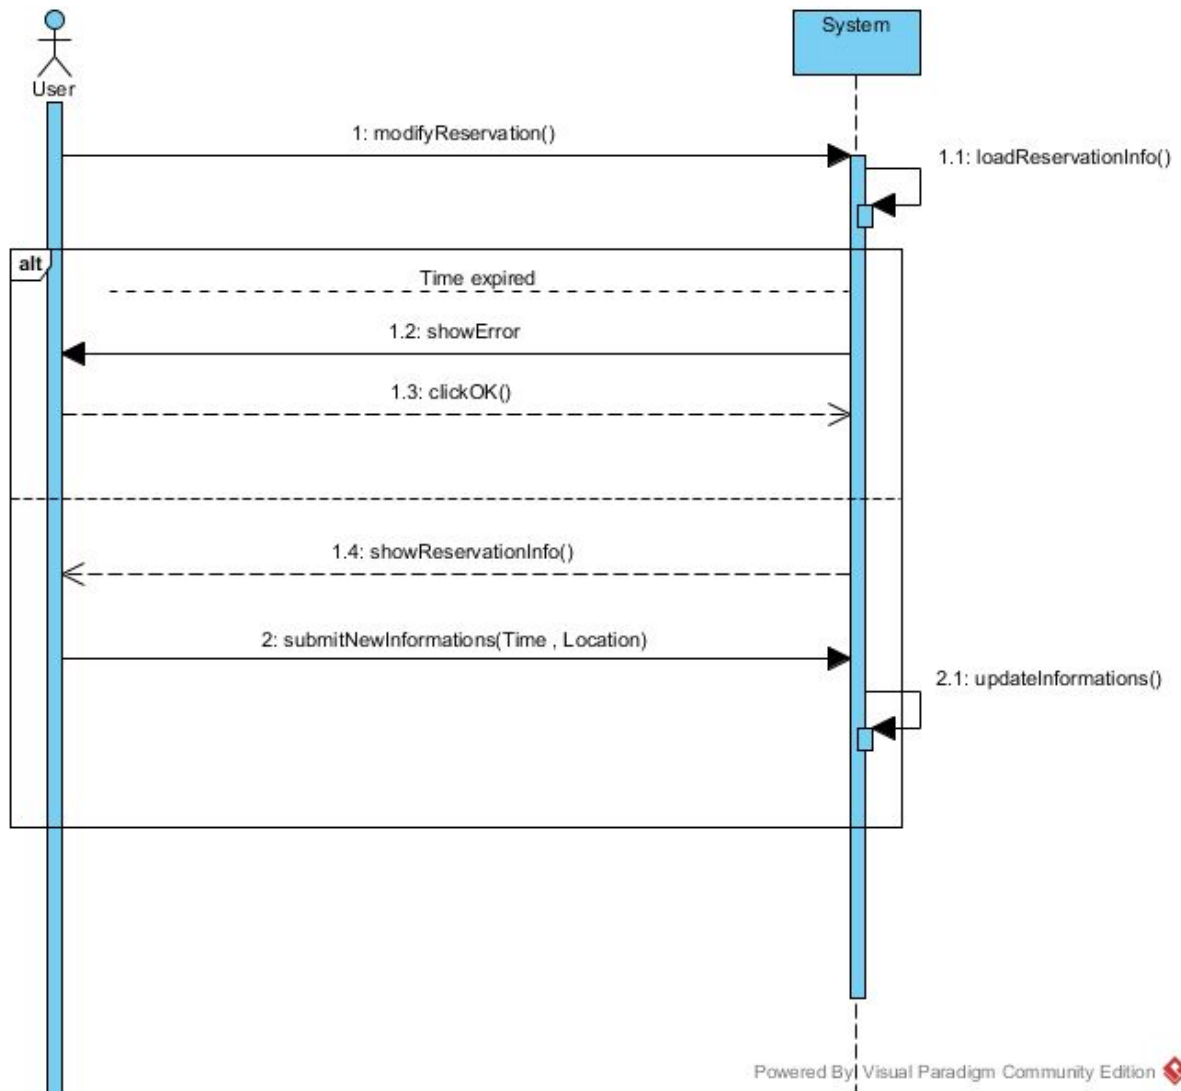 System
User
1: modifyReservation()
1.1: loadReservationInfo()
alt
Time expired
1.2: showError
1.3: clickOK()
1.4: showReservationInfo()
2: submitNewInformations(Time , Location)
2.1: updateInformations()
Powered By Visual Paradigm Community Edition